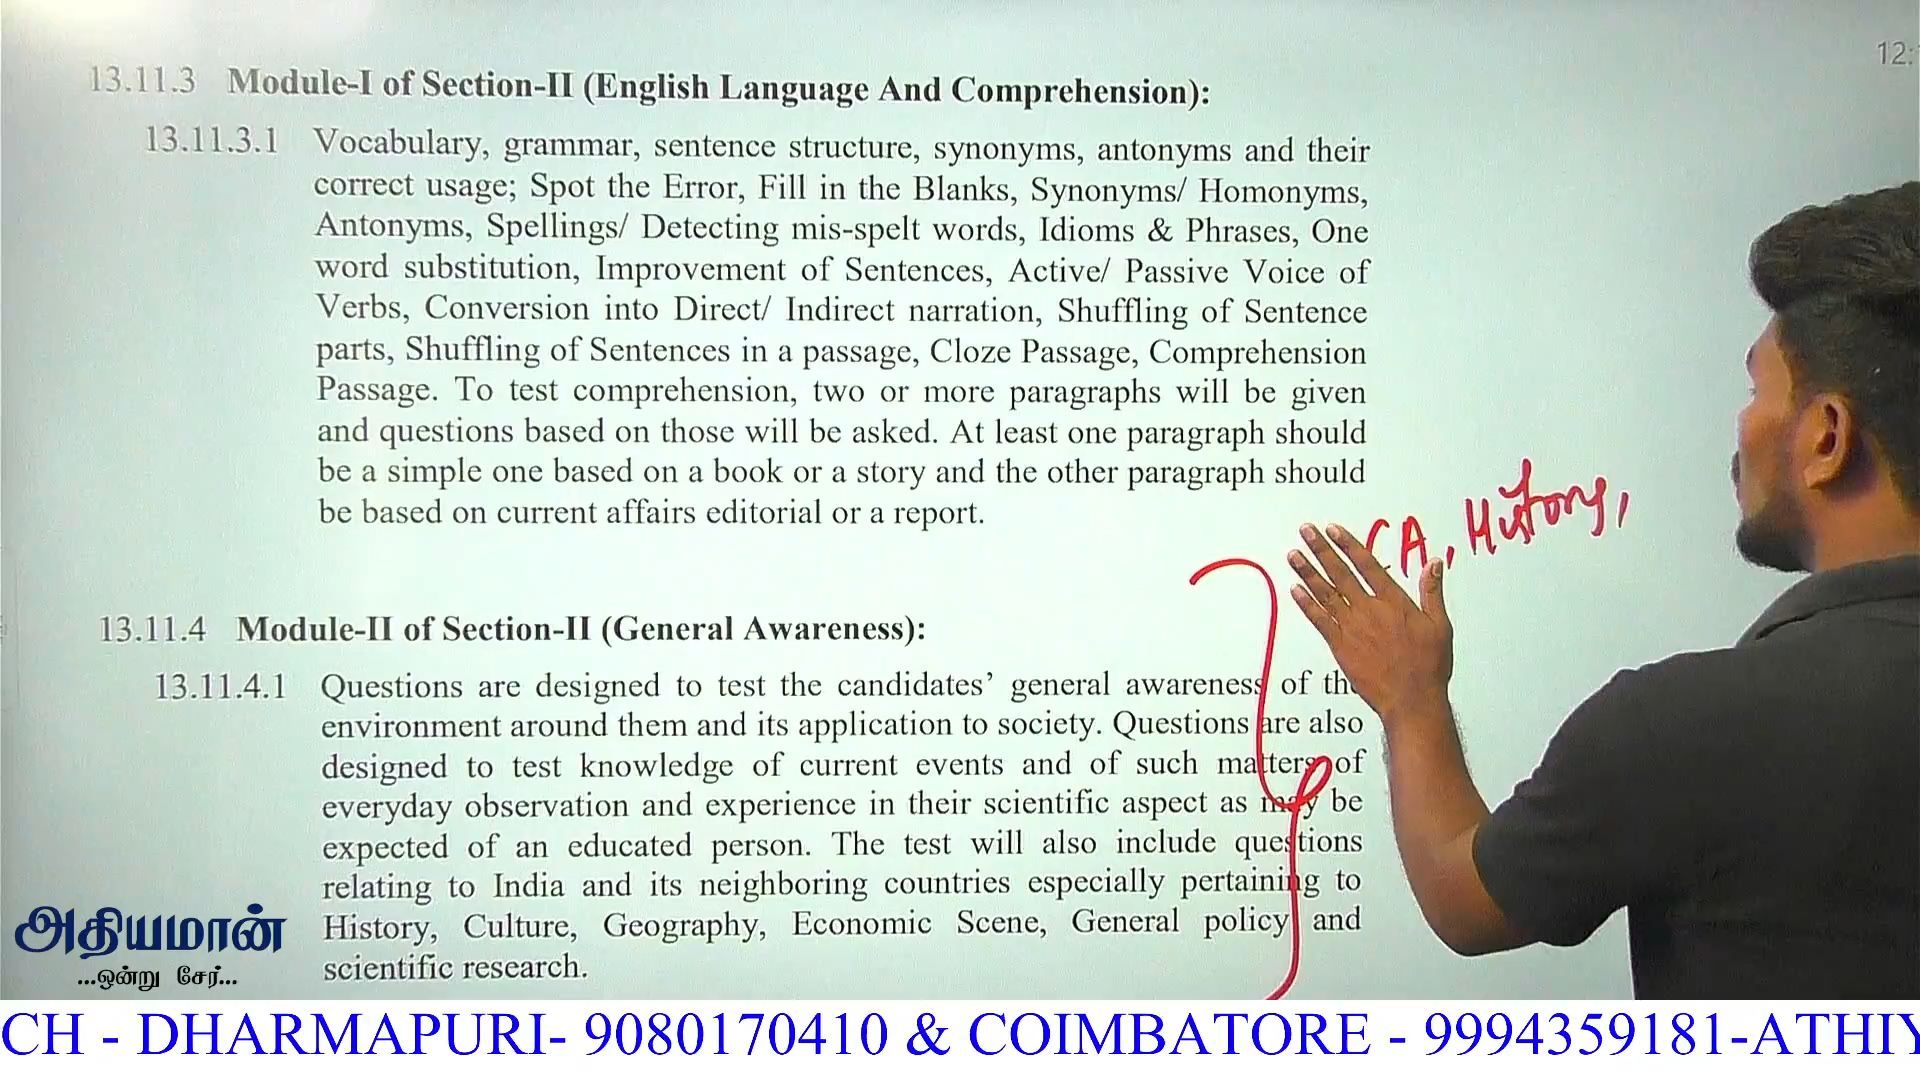 12:
13.11.3 Module-I of Section-II (English Language And Comprehension):
13.11.3.1 Vocabulary, grammar, sentence structure, synonyms, antonyms and their
correct usage; Spot the Error, Fill in the Blanks, Synonyms/ Homonyms,
Antonyms, Spellings/ Detecting mis-spelt words, Idioms & Phrases, One
word substitution, Improvement of Sentences, Active/ Passive Voice of
Verbs, Conversion into Direct/ Indirect narration, Shuffling of Sentence
parts, Shuffling of Sentences in a passage, Cloze Passage, Comprehension
Passage. To test comprehension, two or more paragraphs will be given
and questions based on those will be asked. At least one paragraph should
be a simple one based on a book or a story and the other paragraph should
be based on current affairs editorial or a report.
CA, History,
13.11.4 Module-II of Section-II (General Awareness):
13.11.4.1 Questions are designed to test the candidates’ general awareness of the
environment around them and its application to society. Questions are also
designed to test knowledge of current events and of such matters of
everyday observation and experience in their scientific aspect as may be
expected of an educated person. The test will also include questions
relating to India and its neighboring countries especially pertaining to
History, Culture, Geography, Economic Scene, General policy and
scientific research.
அதியமான்
...ஒன்று சேர்...
CH - DHARMAPURI- 9080170410 & COIMBATORE - 9994359181-ATHIY